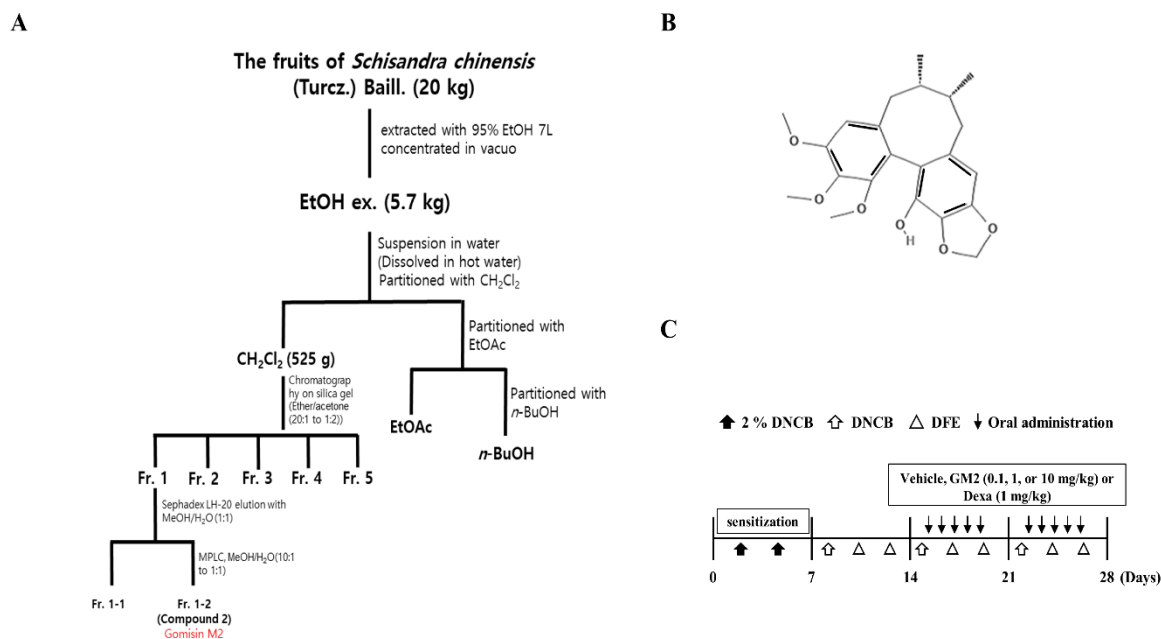 A
The fruits of Schisandra chinensis
(Turcz.) Baill. (20 kg)
extracted with 95% EtOH 7L
concentrated in vacuo
EtOH ex. (5.7 kg)
Suspension in water
(Dissolved in hot water)
Partitioned with CH₂Cl₂
Partitioned with
EtOAc
CH₂Cl₂ (525 g)
Chromatograp
hy on silica gel
(Ether/acetone
(20:1 to 1:2))
Partitioned with
n-BuOH
EtOAc
n-BuOH
Fr. 1 Fr. 2 Fr. 3 Fr. 4 Fr. 5
Sephadex LH-20 elution with
MeOH/H₂O (1:1)
MPLC, MeOH/H₂O(10:1
to 1:1)
Fr. 1-1
Fr. 1-2
(Compound 2)
Gomisin M2
B
O
O
O
O
H
O
O
C
2 % DNCB DNCB DFE Oral administration
Vehicle, GM2 (0.1, 1, or 10 mg/kg) or
Dexa (1 mg/kg)
sensitization
0 7 14 21 28 (Days)